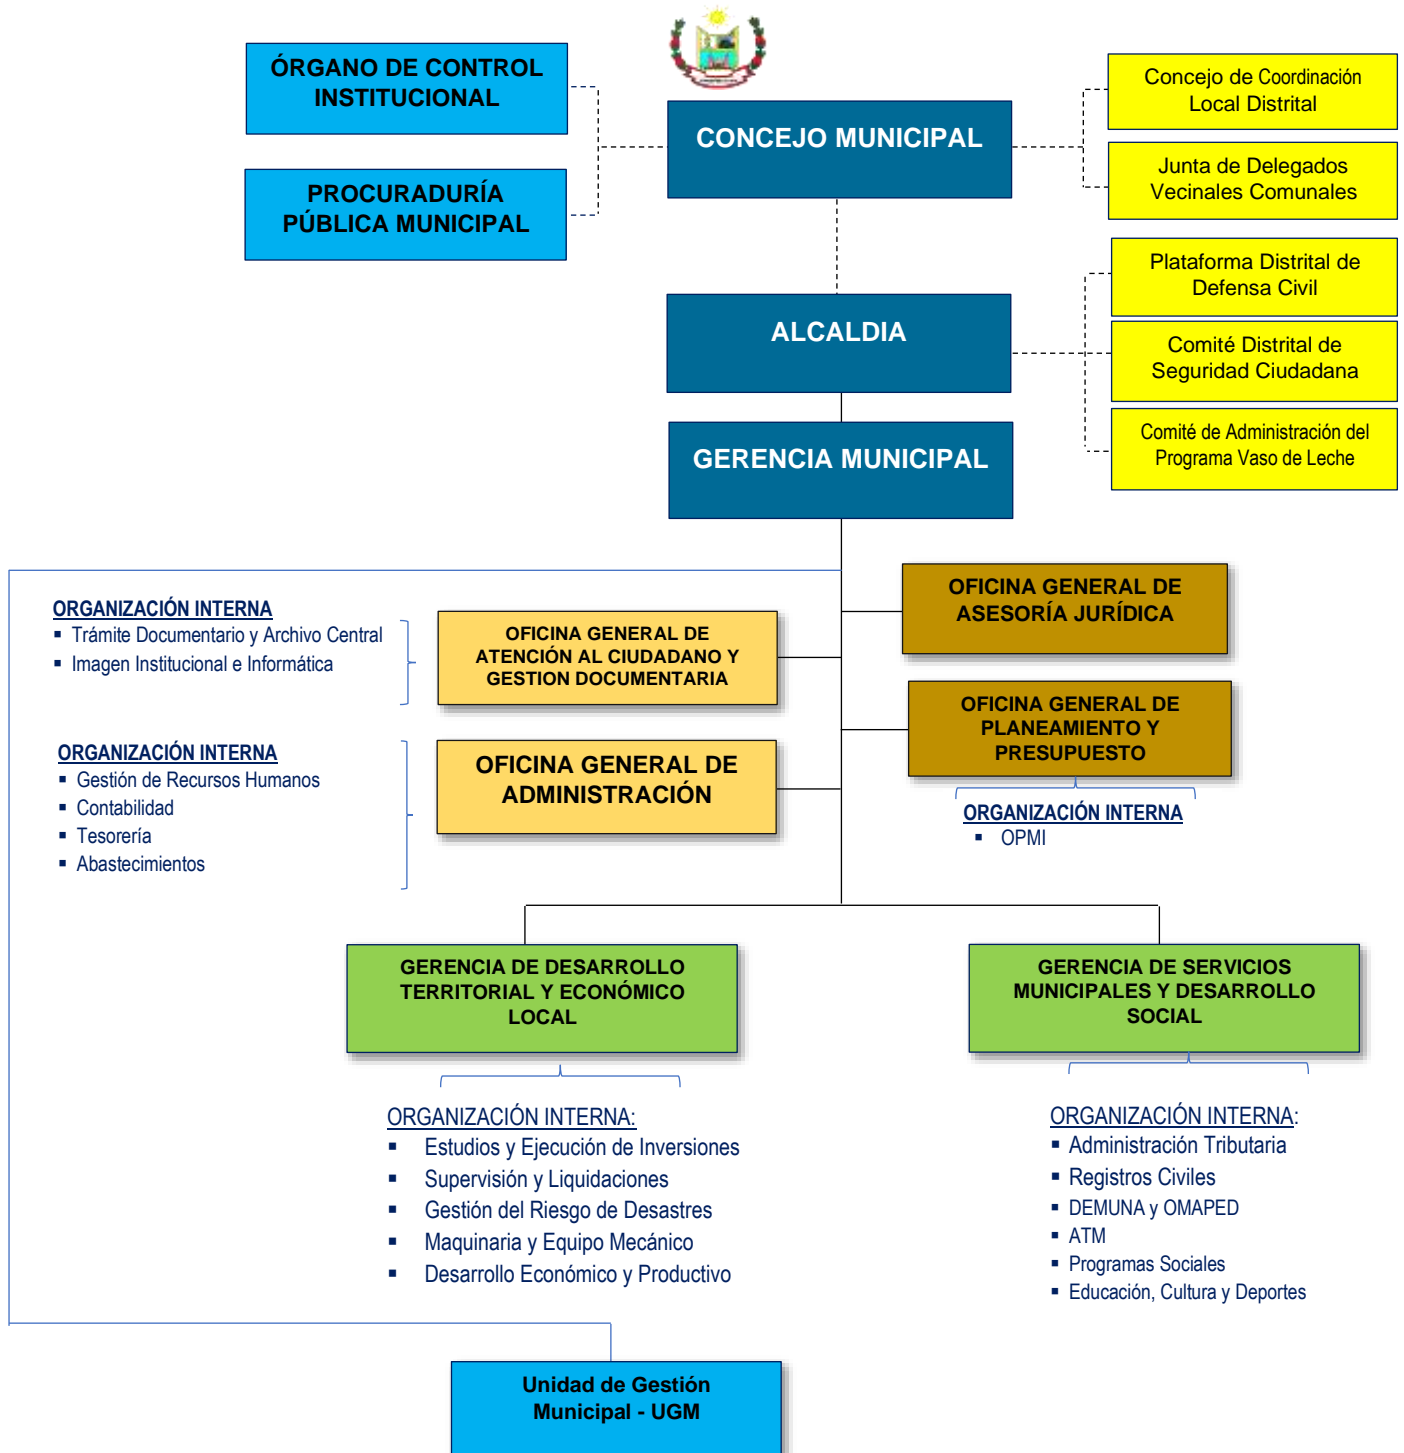 ÓRGANO DE CONTROL
INSTITUCIONAL
PROCURADURÍA
PÚBLICA MUNICIPAL
CONCEJO MUNICIPAL
Concejo de Coordinación
Local Distrital
Junta de Delegados
Vecinales Comunales
ALCALDIA
Plataforma Distrital de
Defensa Civil
Comité Distrital de
Seguridad Ciudadana
Comité de Administración del
Programa Vaso de Leche
GERENCIA MUNICIPAL
OFICINA GENERAL DE
ASESORÍA JURÍDICA
ORGANIZACIÓN INTERNA
▪ Trámite Documentario y Archivo Central
▪ Imagen Institucional e Informática
OFICINA GENERAL DE
ATENCIÓN AL CIUDADANO Y
GESTION DOCUMENTARIA
OFICINA GENERAL DE
PLANEAMIENTO Y
PRESUPUESTO
ORGANIZACIÓN INTERNA
▪ OPMI
ORGANIZACIÓN INTERNA
▪ Gestión de Recursos Humanos
▪ Contabilidad
▪ Tesorería
▪ Abastecimientos
OFICINA GENERAL DE
ADMINISTRACIÓN
GERENCIA DE DESARROLLO
TERRITORIAL Y ECONÓMICO
LOCAL
ORGANIZACIÓN INTERNA:
▪ Estudios y Ejecución de Inversiones
▪ Supervisión y Liquidaciones
▪ Gestión del Riesgo de Desastres
▪ Maquinaria y Equipo Mecánico
▪ Desarrollo Económico y Productivo
GERENCIA DE SERVICIOS
MUNICIPALES Y DESARROLLO
SOCIAL
ORGANIZACIÓN INTERNA:
▪ Administración Tributaria
▪ Registros Civiles
▪ DEMUNA y OMAPED
▪ ATM
▪ Programas Sociales
▪ Educación, Cultura y Deportes
Unidad de Gestión
Municipal - UGM